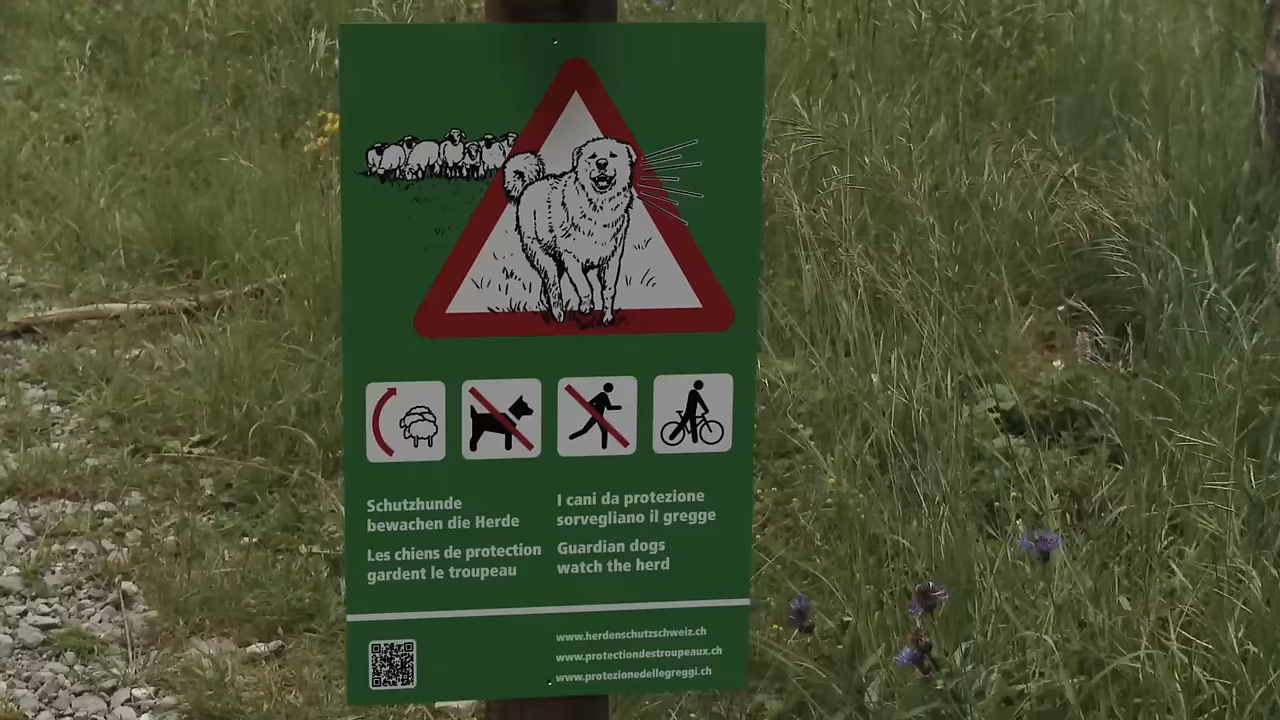 Schutzhunde
bewachen die Herde
Les chiens de protection
gardent le troupeau
I cani da protezione
sorvegliano il gregge
Guardian dogs
watch the herd
www.herdenschutzschweiz.ch
www.protectiondestroupeaux.ch
www.protezionedellegreggi.ch